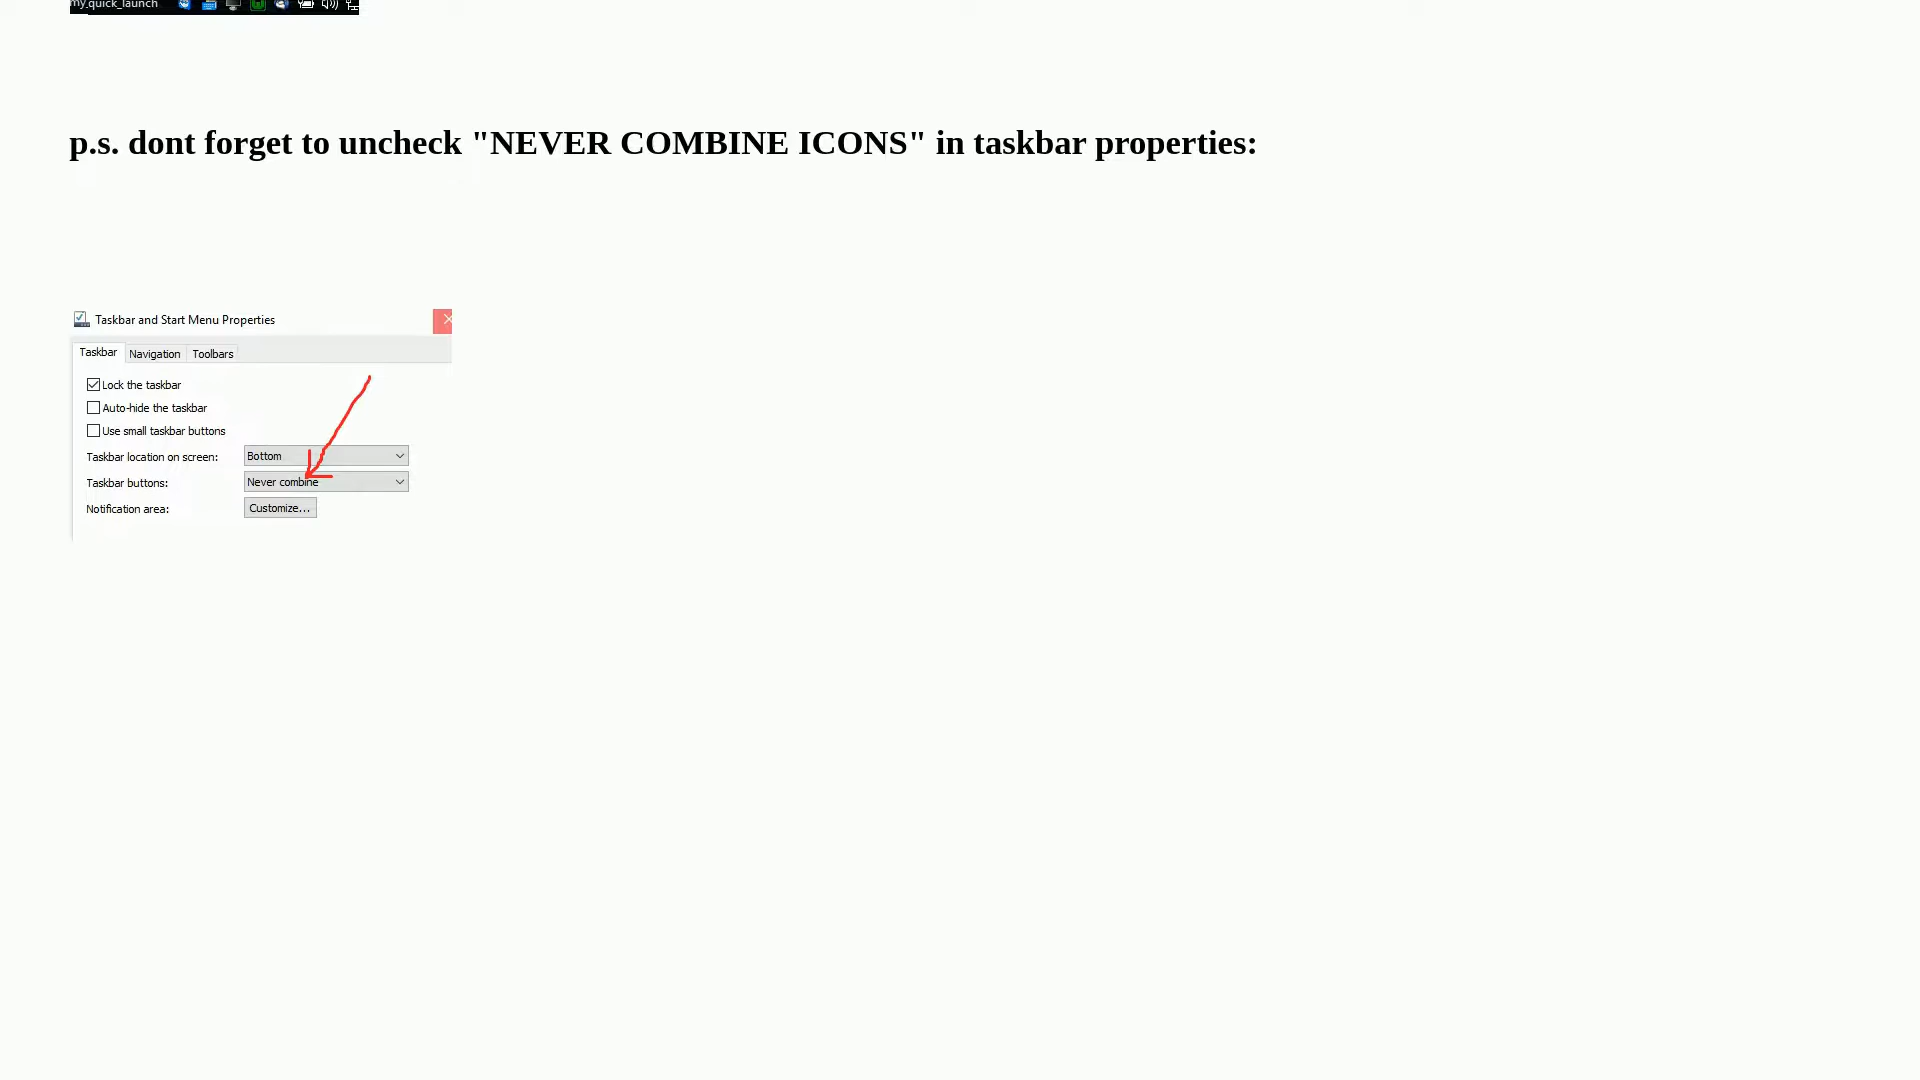 my_quick_launch
p.s. dont forget to uncheck "NEVER COMBINE ICONS" in taskbar properties:
Taskbar and Start Menu Properties
Taskbar Navigation Toolbars
Lock the taskbar
Auto-hide the taskbar
Use small taskbar buttons
Taskbar location on screen: Bottom
Taskbar buttons: Never combine
Notification area: Customize...